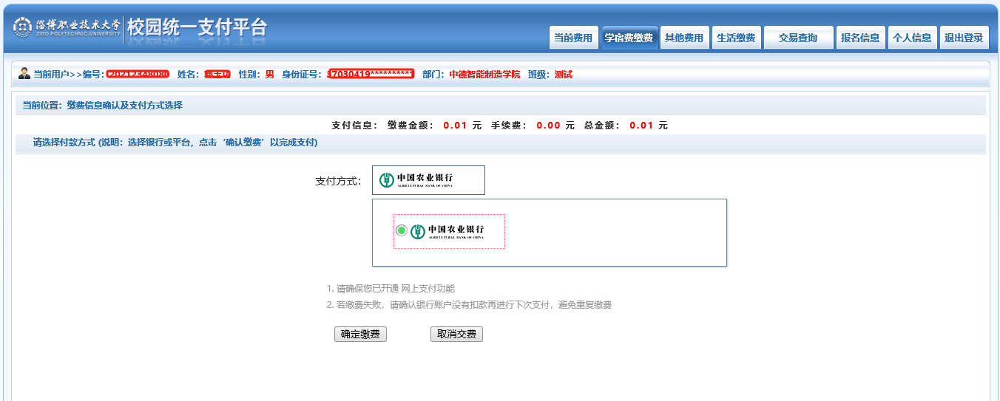 淄博职业技术大学 校园统一支付平台
ZIBO POLYTECHNIC UNIVERSITY
当前费用 学宿费缴费 其他费用 生活缴费 交易查询 报名信息 个人信息 退出登录
当前用户>>编号： 姓名： 性别：男 身份证号： 部门：中德智能制造学院 班级：测试
当前位置：缴费信息确认及支付方式选择
支付信息： 缴费金额： 0.01 元 手续费： 0.00 元 总金额： 0.01 元
请选择付款方式 (说明：选择银行或平台，点击‘确认缴费’以完成支付)
支付方式： 中国农业银行
AGRICULTURAL BANK OF CHINA
中国农业银行
AGRICULTURAL BANK OF CHINA
1. 请确保您已开通 网上支付功能
2. 若缴费失败，请确认银行账户没有扣款再进行下次支付，避免重复缴费
确定缴费 取消交费